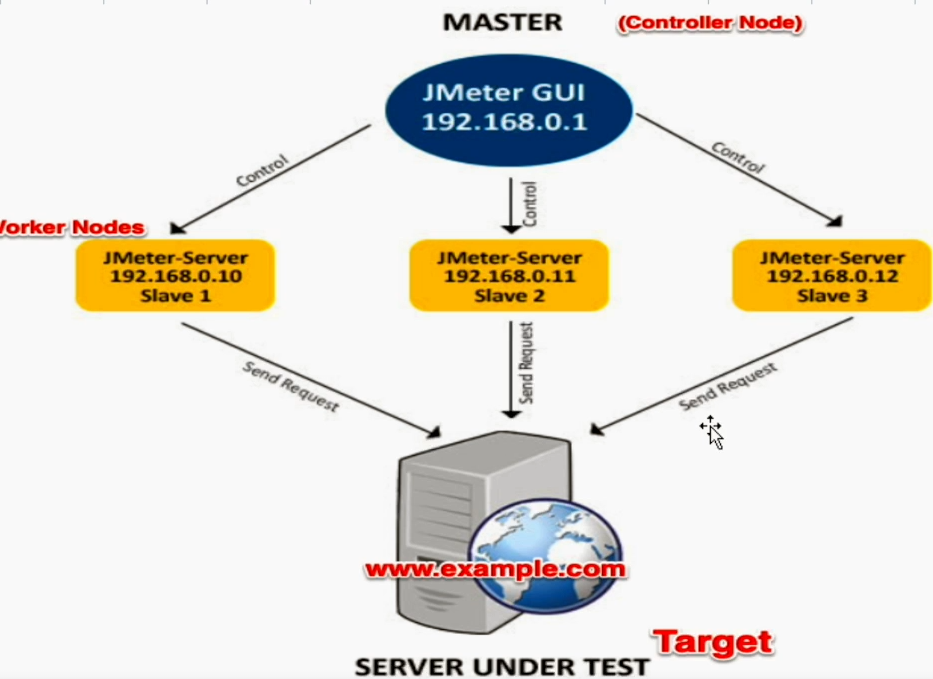 MASTER (Controller Node)
JMeter GUI
192.168.0.1
Control
Control
Control
Worker Nodes
JMeter-Server
192.168.0.10
Slave 1
JMeter-Server
192.168.0.11
Slave 2
JMeter-Server
192.168.0.12
Slave 3
Send Request
Send Request
Send Request
www.example.com
Target
SERVER UNDER TEST